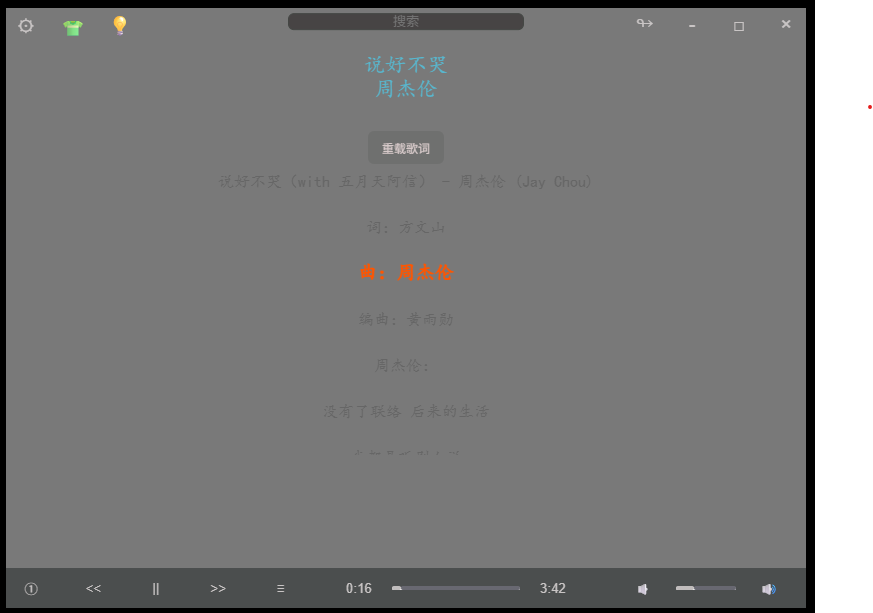 搜索
说好不哭
周杰伦
重载歌词
说好不哭（with 五月天阿信） - 周杰伦（Jay Chou）
词：方文山
曲：周杰伦
编曲：黄雨勋
周杰伦：
没有了联络 后来的生活
① << || >> ≡ 0:16 3:42